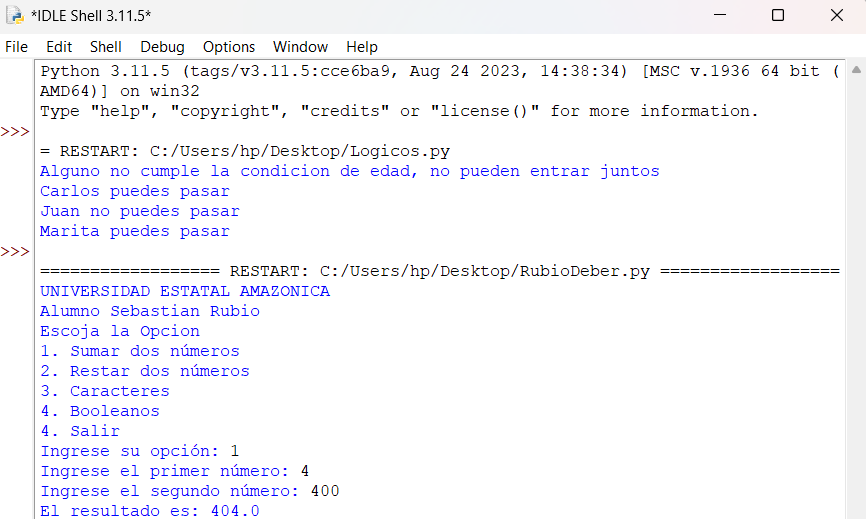 *IDLE Shell 3.11.5*
File Edit Shell Debug Options Window Help
Python 3.11.5 (tags/v3.11.5:cce6ba9, Aug 24 2023, 14:38:34) [MSC v.1936 64 bit (
AMD64)] on win32
Type "help", "copyright", "credits" or "license()" for more information.
>>>
= RESTART: C:/Users/hp/Desktop/Logicos.py
Alguno no cumple la condicion de edad, no pueden entrar juntos
Carlos puedes pasar
Juan no puedes pasar
Marita puedes pasar
>>>
================== RESTART: C:/Users/hp/Desktop/RubioDeber.py ==================
UNIVERSIDAD ESTATAL AMAZONICA
Alumno Sebastian Rubio
Escoja la Opcion
1. Sumar dos números
2. Restar dos números
3. Caracteres
4. Booleanos
4. Salir
Ingrese su opción: 1
Ingrese el primer número: 4
Ingrese el segundo número: 400
El resultado es: 404.0